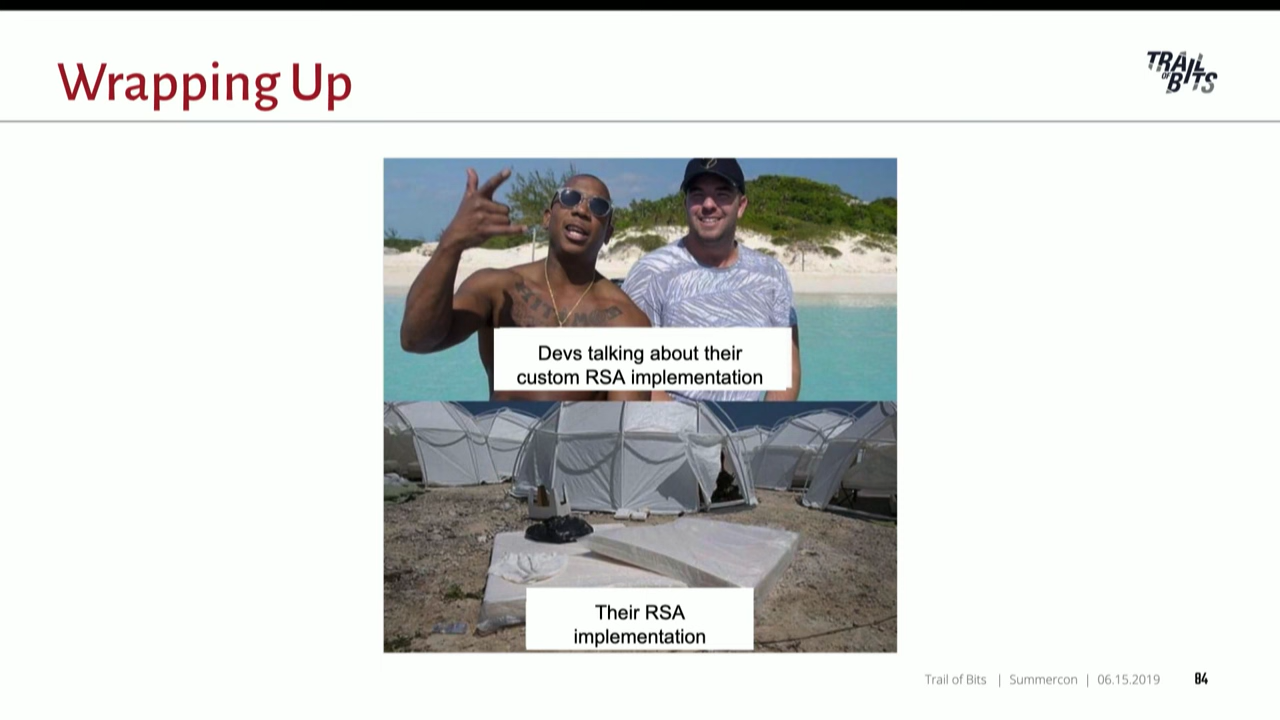 Wrapping Up
TRAIL
OF
BITS
Devs talking about their
custom RSA implementation
Their RSA
implementation
Trail of Bits | Summercon | 06.15.2019 84